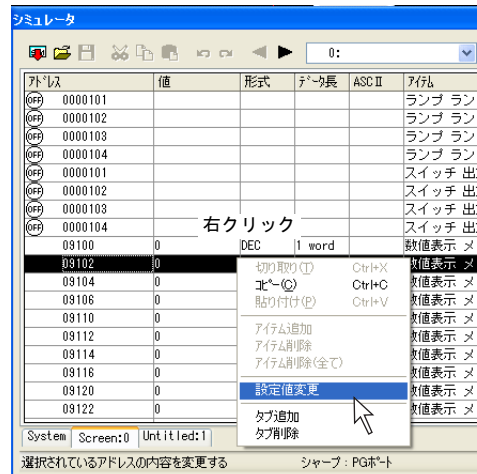 シミュレータ
0:
アドレス 値 形式 データ長 ASCⅡ アイテム
OFF 0000101 ランプ ラン
OFF 0000102 ランプ ラン
OFF 0000103 ランプ ラン
OFF 0000104 ランプ ラン
OFF 0000101 スイッチ 出
OFF 0000102 スイッチ 出
OFF 0000103 スイッチ 出
OFF 0000104 スイッチ 出
右クリック
09100 0 DEC 1 word 数値表示 メ
09102 0 数値表示 メ
09104 0 数値表示 メ
09106 0 数値表示 メ
09110 0 数値表示 メ
09112 0 数値表示 メ
09114 0 数値表示 メ
09116 0 数値表示 メ
09120 0 数値表示 メ
09122 0 数値表示 メ
切り取り(T) Ctrl+X
コピー(C) Ctrl+C
貼り付け(P) Ctrl+V
アイテム追加
アイテム削除
アイテム削除(全て)
設定値変更
タブ追加
タブ削除
System Screen:0 Untitled:1
選択されているアドレスの内容を変更する シャープ：PGポート